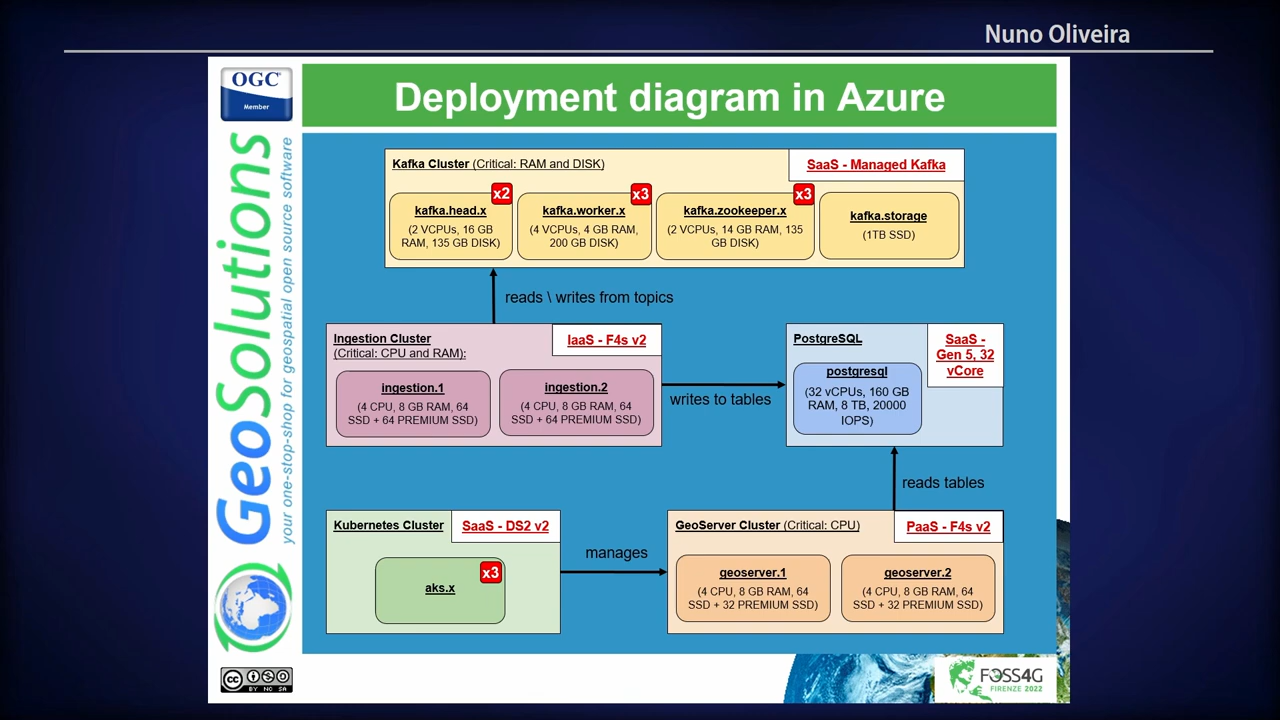 Nuno Oliveira
OGC®
Member
GeoSolutions
your one-stop-shop for geospatial open source software
Deployment diagram in Azure
Kafka Cluster (Critical: RAM and DISK)
SaaS - Managed Kafka
x2
kafka.head.x
(2 VCPUs, 16 GB
RAM, 135 GB DISK)
x3
kafka.worker.x
(4 VCPUs, 4 GB RAM,
200 GB DISK)
x3
kafka.zookeeper.x
(2 VCPUs, 14 GB RAM, 135
GB DISK)
kafka.storage
(1TB SSD)
reads \ writes from topics
Ingestion Cluster
(Critical: CPU and RAM):
IaaS - F4s v2
ingestion.1
(4 CPU, 8 GB RAM, 64
SSD + 64 PREMIUM SSD)
ingestion.2
(4 CPU, 8 GB RAM, 64
SSD + 64 PREMIUM SSD)
writes to tables
PostgreSQL
SaaS -
Gen 5, 32
vCore
postgresql
(32 vCPUs, 160 GB
RAM, 8 TB, 20000
IOPS)
reads tables
Kubernetes Cluster
SaaS - DS2 v2
x3
aks.x
manages
GeoServer Cluster (Critical: CPU)
PaaS - F4s v2
geoserver.1
(4 CPU, 8 GB RAM, 64
SSD + 32 PREMIUM SSD)
geoserver.2
(4 CPU, 8 GB RAM, 64
SSD + 32 PREMIUM SSD)
cc
BY NC SA
FOSS4G
FIRENZE 2022